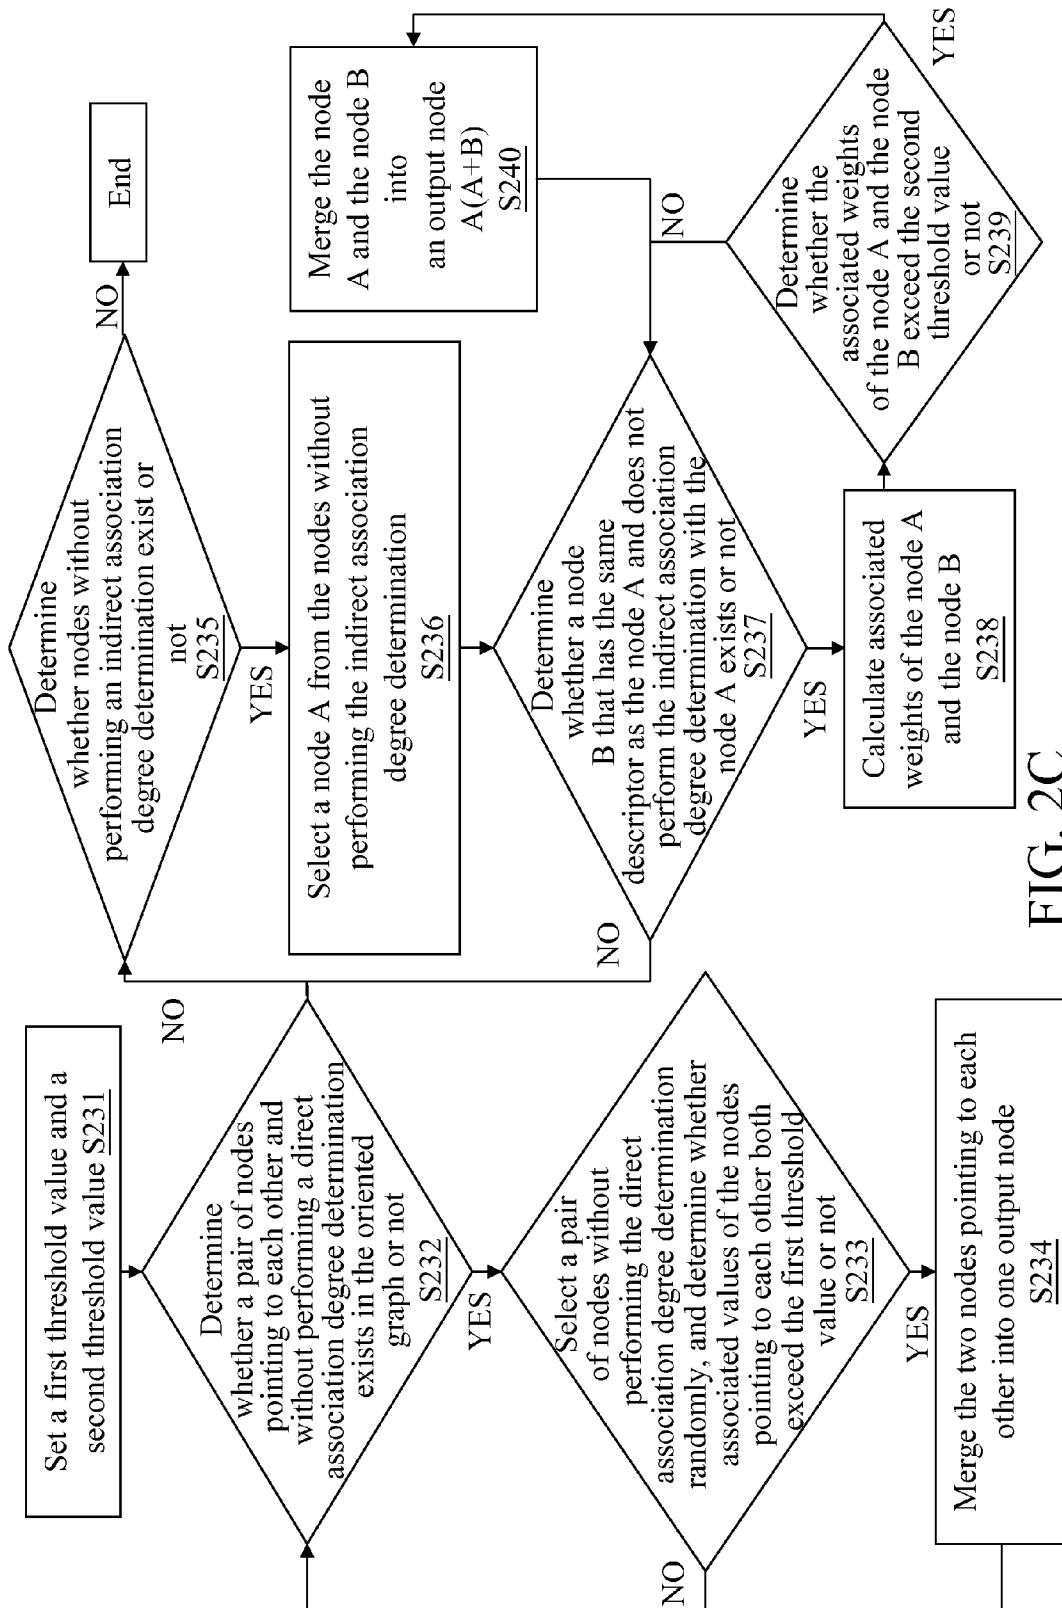 Set a first threshold value and a
second threshold value S231
Determine
whether a pair of nodes
pointing to each other and
without performing a direct
association degree determination
exists in the oriented
graph or not
S232
NO
YES
Select a pair
of nodes without
performing the direct
association degree determination
randomly, and determine whether
associated values of the nodes
pointing to each other both
exceed the first threshold
value or not
S233
NO
YES
Merge the two nodes pointing to each
other into one output node
S234
Determine
whether nodes without
performing an indirect association
degree determination exist or
not
S235
NO
End
YES
Select a node A from the nodes without
performing the indirect association
degree determination
S236
Determine
whether a node
B that has the same
descriptor as the node A and does not
perform the indirect association
degree determination with the
node A exists or not
S237
NO
YES
Calculate associated
weights of the node A
and the node B
S238
Determine
whether the
associated weights
of the node A and the node
B exceed the second
threshold value
or not
S239
NO
YES
Merge the node
A and the node B
into
an output node
A(A+B)
S240
FIG. 2C